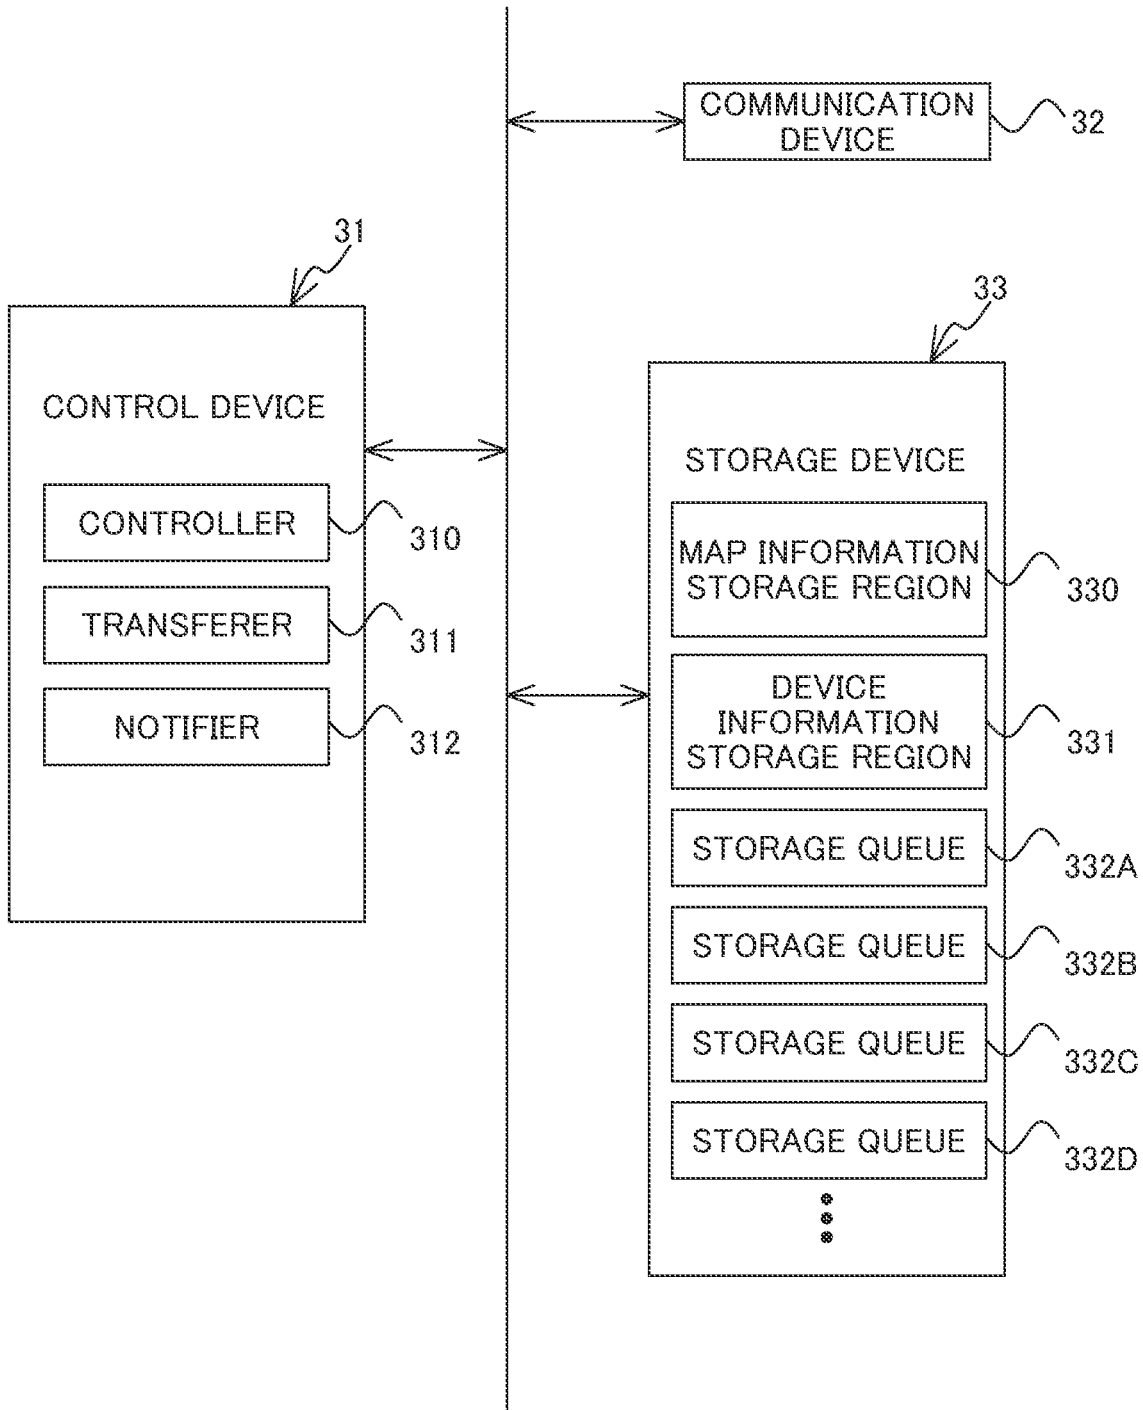 COMMUNICATION
DEVICE
32
31
CONTROL DEVICE
CONTROLLER
310
TRANSFERER
311
NOTIFIER
312
33
STORAGE DEVICE
MAP INFORMATION
STORAGE REGION
330
DEVICE
INFORMATION
STORAGE REGION
331
STORAGE QUEUE
332A
STORAGE QUEUE
332B
STORAGE QUEUE
332C
STORAGE QUEUE
332D